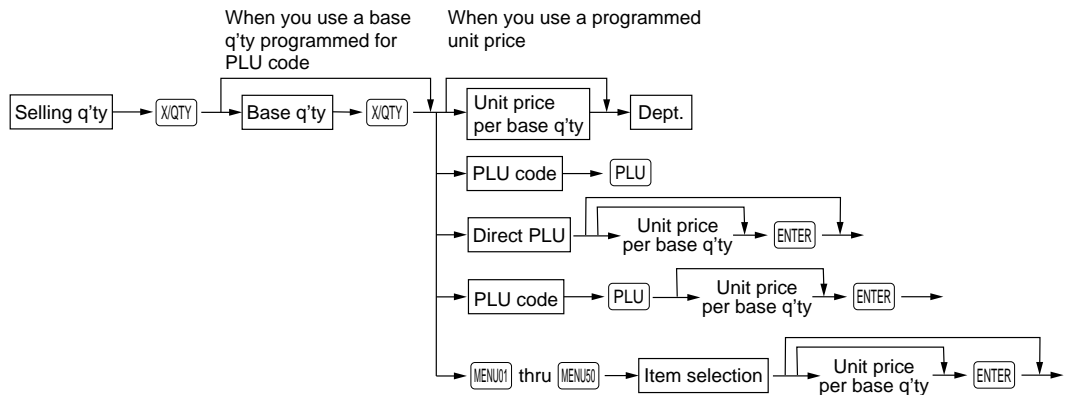 When you use a base
q'ty programmed for
PLU code
When you use a programmed
unit price
Selling q'ty
X/QTY
Base q'ty
X/QTY
Unit price
per base q'ty
Dept.
PLU code
PLU
Direct PLU
Unit price
per base q'ty
ENTER
PLU code
PLU
Unit price
per base q'ty
ENTER
MENU01 thru MENU50
Item selection
Unit price
per base q'ty
ENTER